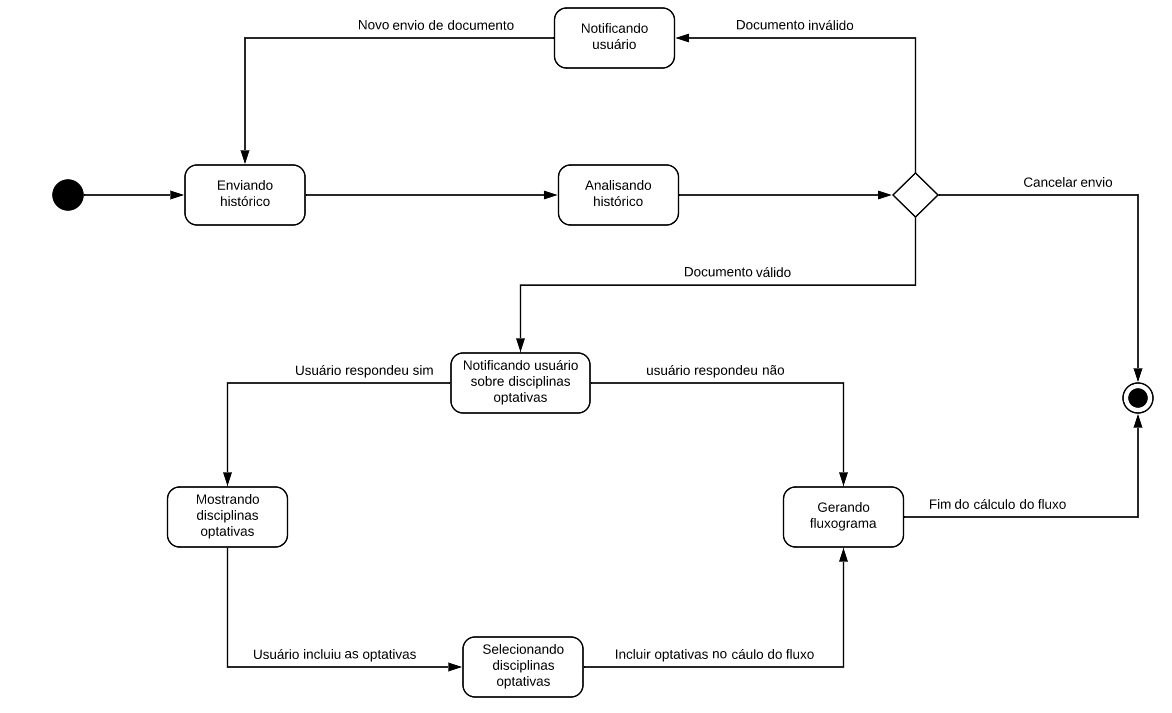 Novo envio de documento
Notificando
usuário
Documento inválido
Enviando
histórico
Analisando
histórico
Cancelar envio
Documento válido
Usuário respondeu sim
Notificando usuário
sobre disciplinas
optativas
usuário respondeu não
Mostrando
disciplinas
optativas
Gerando
fluxograma
Fim do cálculo do fluxo
Usuário incluiu as optativas
Selecionando
disciplinas
optativas
Incluir optativas no cáulo do fluxo